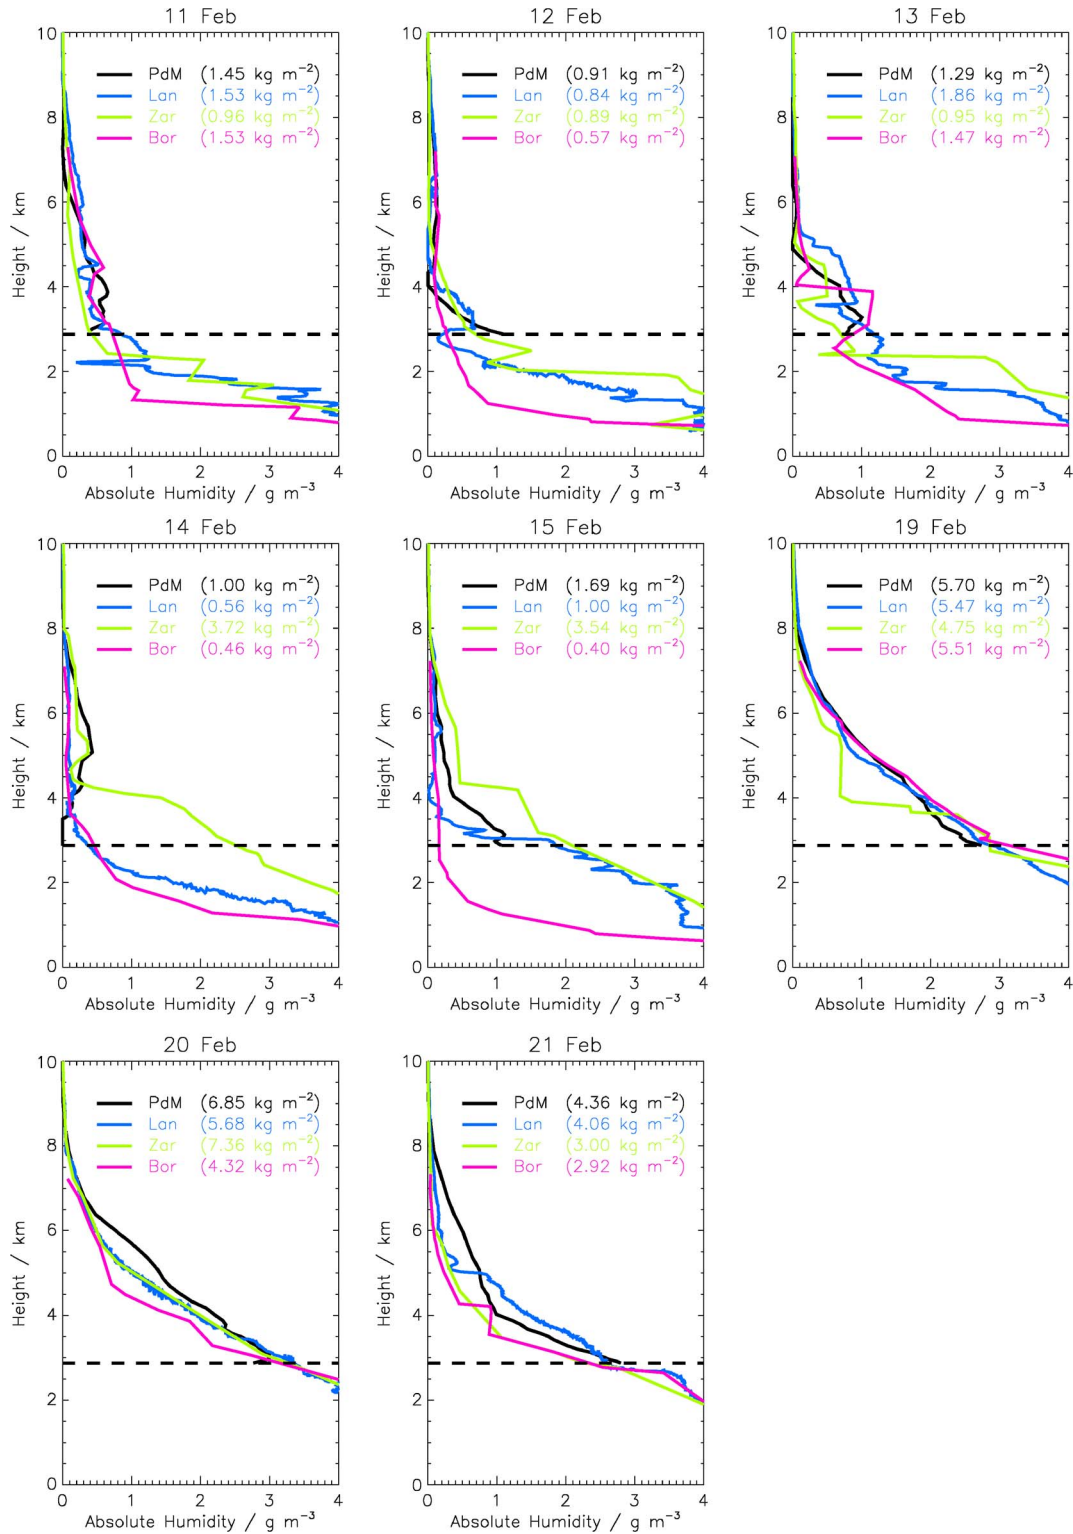 11 Feb
12 Feb
13 Feb
10
8
6
4
2
0
Height / km
PdM (1.45 kg m⁻²)
Lan (1.53 kg m⁻²)
Zar (0.96 kg m⁻²)
Bor (1.53 kg m⁻²)
0 1 2 3 4
Absolute Humidity / g m⁻³
10
8
6
4
2
0
Height / km
PdM (0.91 kg m⁻²)
Lan (0.84 kg m⁻²)
Zar (0.89 kg m⁻²)
Bor (0.57 kg m⁻²)
0 1 2 3 4
Absolute Humidity / g m⁻³
10
8
6
4
2
0
Height / km
PdM (1.29 kg m⁻²)
Lan (1.86 kg m⁻²)
Zar (0.95 kg m⁻²)
Bor (1.47 kg m⁻²)
0 1 2 3 4
Absolute Humidity / g m⁻³
14 Feb
15 Feb
19 Feb
10
8
6
4
2
0
Height / km
PdM (1.00 kg m⁻²)
Lan (0.56 kg m⁻²)
Zar (3.72 kg m⁻²)
Bor (0.46 kg m⁻²)
0 1 2 3 4
Absolute Humidity / g m⁻³
10
8
6
4
2
0
Height / km
PdM (1.69 kg m⁻²)
Lan (1.00 kg m⁻²)
Zar (3.54 kg m⁻²)
Bor (0.40 kg m⁻²)
0 1 2 3 4
Absolute Humidity / g m⁻³
10
8
6
4
2
0
Height / km
PdM (5.70 kg m⁻²)
Lan (5.47 kg m⁻²)
Zar (4.75 kg m⁻²)
Bor (5.51 kg m⁻²)
0 1 2 3 4
Absolute Humidity / g m⁻³
20 Feb
21 Feb
10
8
6
4
2
0
Height / km
PdM (6.85 kg m⁻²)
Lan (5.68 kg m⁻²)
Zar (7.36 kg m⁻²)
Bor (4.32 kg m⁻²)
0 1 2 3 4
Absolute Humidity / g m⁻³
10
8
6
4
2
0
Height / km
PdM (4.36 kg m⁻²)
Lan (4.06 kg m⁻²)
Zar (3.00 kg m⁻²)
Bor (2.92 kg m⁻²)
0 1 2 3 4
Absolute Humidity / g m⁻³